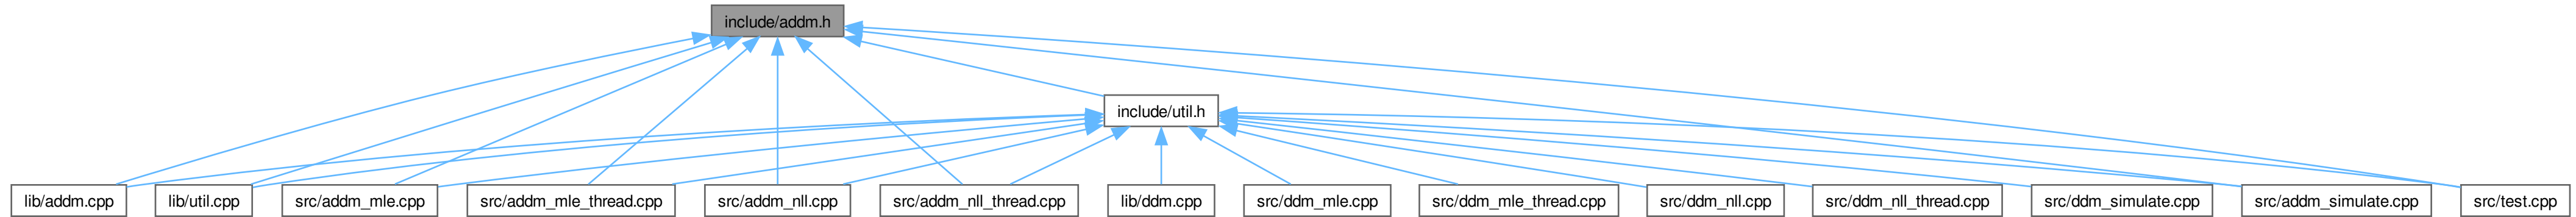 include/addm.h
include/util.h
lib/addm.cpp
lib/util.cpp
src/addm_mle.cpp
src/addm_mle_thread.cpp
src/addm_nll.cpp
src/addm_nll_thread.cpp
lib/ddm.cpp
src/ddm_mle.cpp
src/ddm_mle_thread.cpp
src/ddm_nll.cpp
src/ddm_nll_thread.cpp
src/ddm_simulate.cpp
src/addm_simulate.cpp
src/test.cpp